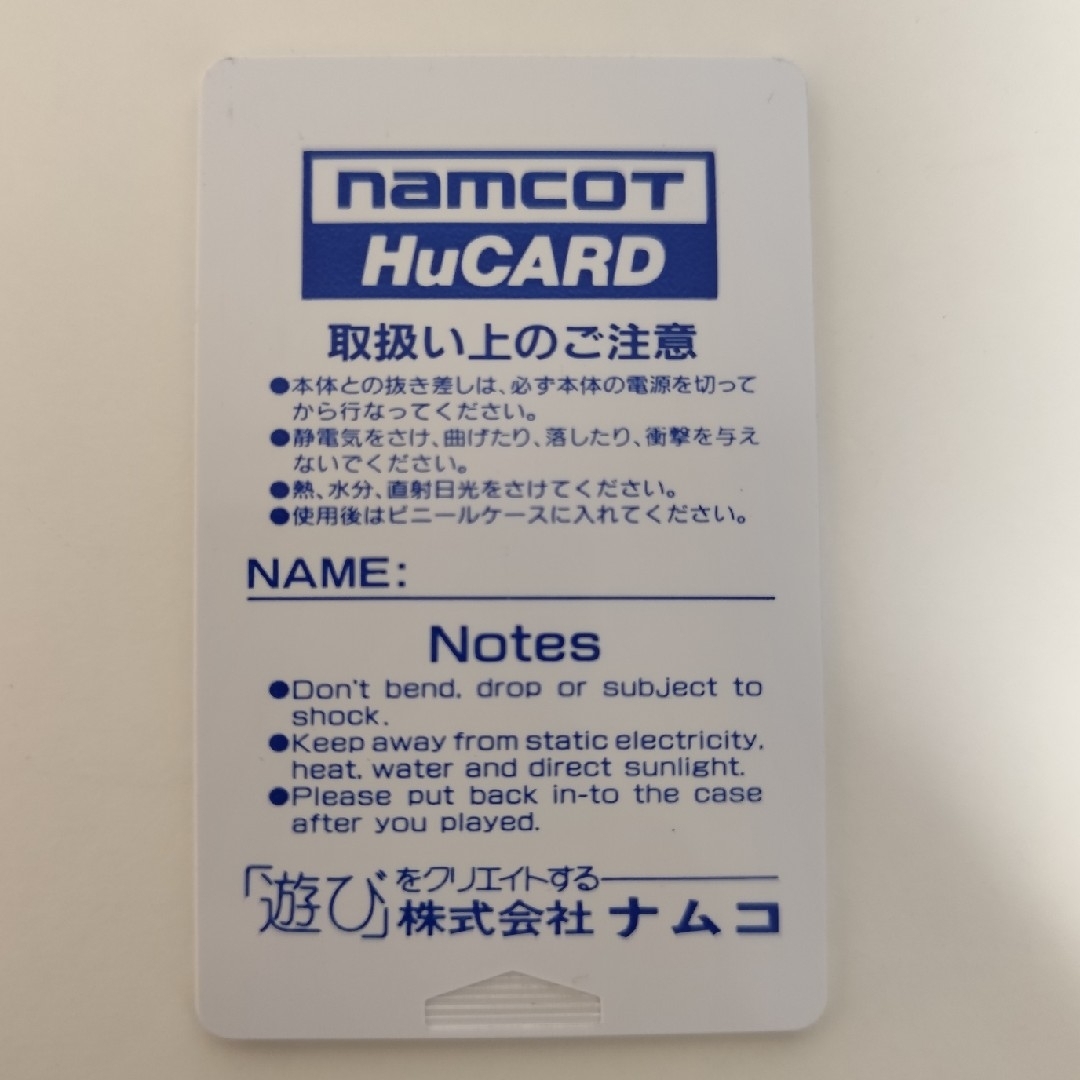 namcoT
HuCARD
取扱い上のご注意
●本体との抜き差しは、必ず本体の電源を切って
から行なってください。
●静電気をさけ、曲げたり、落したり、衝撃を与え
ないでください。
●熱、水分、直射日光をさけてください。
●使用後はビニールケースに入れてください。
NAME:
Notes
●Don't bend, drop or subject to
shock.
●Keep away from static electricity,
heat, water and direct sunlight.
●Please put back in-to the case
after you played.
「遊び」をクリエイトする
株式会社 ナムコ